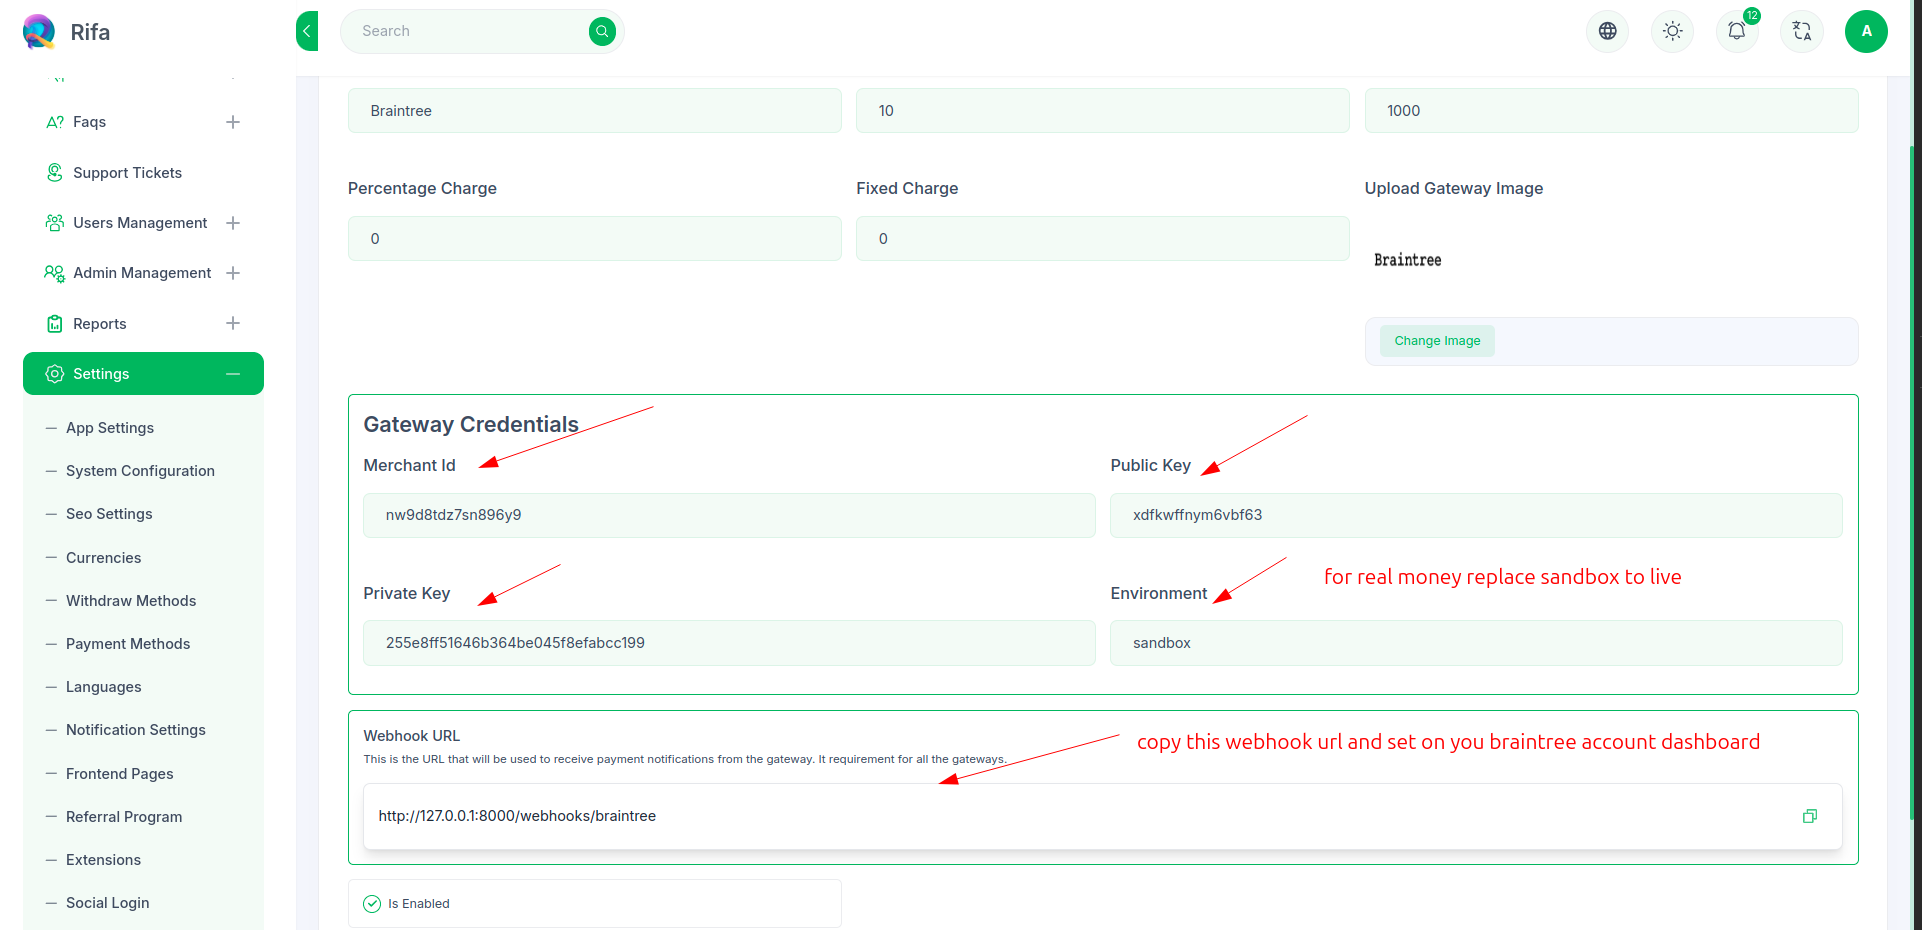 Rifa
Search
12
A
Faqs
Support Tickets
Users Management
Admin Management
Reports
Settings
App Settings
System Configuration
Seo Settings
Currencies
Withdraw Methods
Payment Methods
Languages
Notification Settings
Frontend Pages
Referral Program
Extensions
Social Login
Braintree
10
1000
Percentage Charge
Fixed Charge
Upload Gateway Image
0
0
Braintree
Change Image
Gateway Credentials
Merchant Id
Public Key
nw9d8tdz7sn896y9
xdfkwffnym6vbf63
for real money replace sandbox to live
Private Key
Environment
255e8ff51646b364be045f8efabcc199
sandbox
Webhook URL
copy this webhook url and set on you braintree account dashboard
This is the URL that will be used to receive payment notifications from the gateway. It requirement for all the gateways.
http://127.0.0.1:8000/webhooks/braintree
Is Enabled